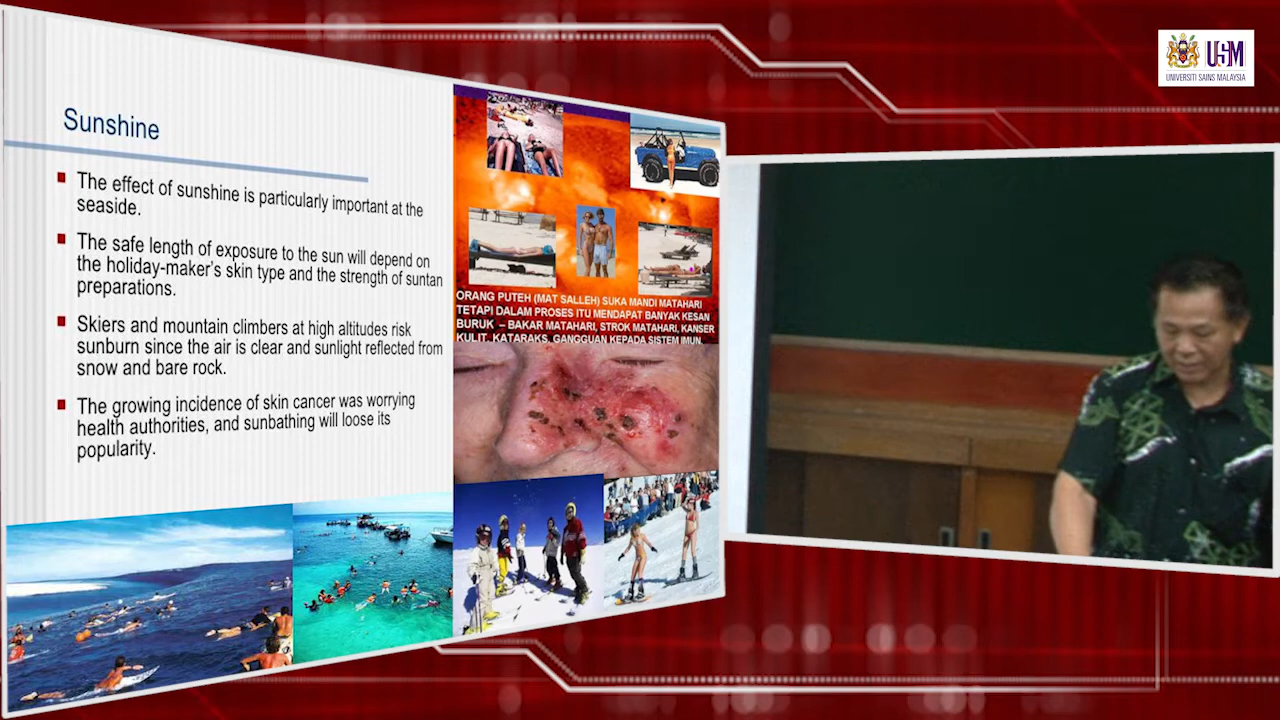 Sunshine
The effect of sunshine is particularly important at the
seaside.
The safe length of exposure to the sun will depend on
the holiday-maker's skin type and the strength of suntan
preparations.
Skiers and mountain climbers at high altitudes risk
sunburn since the air is clear and sunlight reflected from
snow and bare rock.
The growing incidence of skin cancer was worrying
health authorities, and sunbathing will loose its
popularity.
ORANG PUTEH (MAT SALLEH) SUKA MANDI MATAHARI
TETAPI DALAM PROSES ITU MENDAPAT BANYAK KESAN
BURUK – BAKAR MATAHARI, STROK MATAHARI, KANSER
KULIT, KATARAKS, GANGGUAN KEPADA SISTEM IMUN.
USM
UNIVERSITI SAINS MALAYSIA